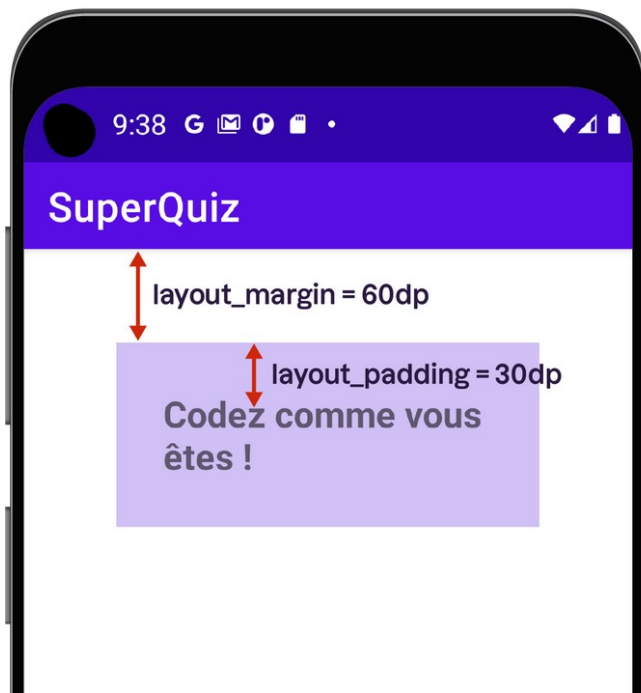 9:38 G
SuperQuiz
layout_margin = 60dp
layout_padding = 30dp
Codez comme vous
êtes !